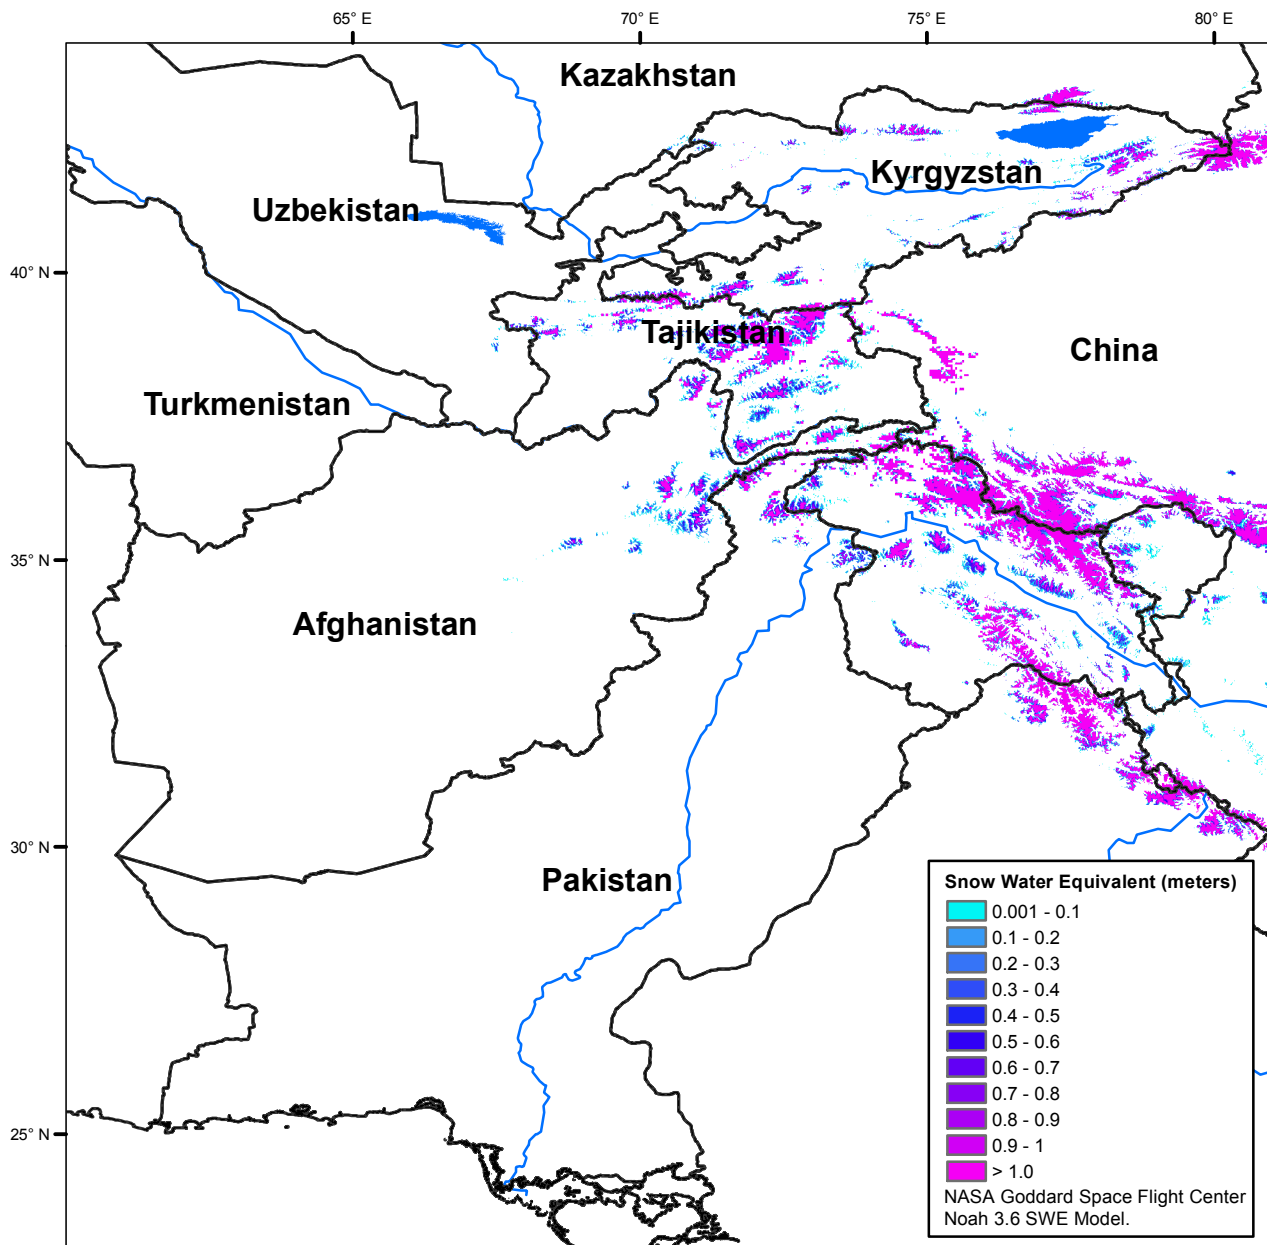 65° E
70° E
75° E
80° E
Kazakhstan
Kyrgyzstan
Uzbekistan
40° N
Tajikistan
China
Turkmenistan
35° N
Afghanistan
30° N
Pakistan
25° N
Snow Water Equivalent (meters)
0.001 - 0.1
0.1 - 0.2
0.2 - 0.3
0.3 - 0.4
0.4 - 0.5
0.5 - 0.6
0.6 - 0.7
0.7 - 0.8
0.8 - 0.9
0.9 - 1
> 1.0
NASA Goddard Space Flight Center
Noah 3.6 SWE Model.